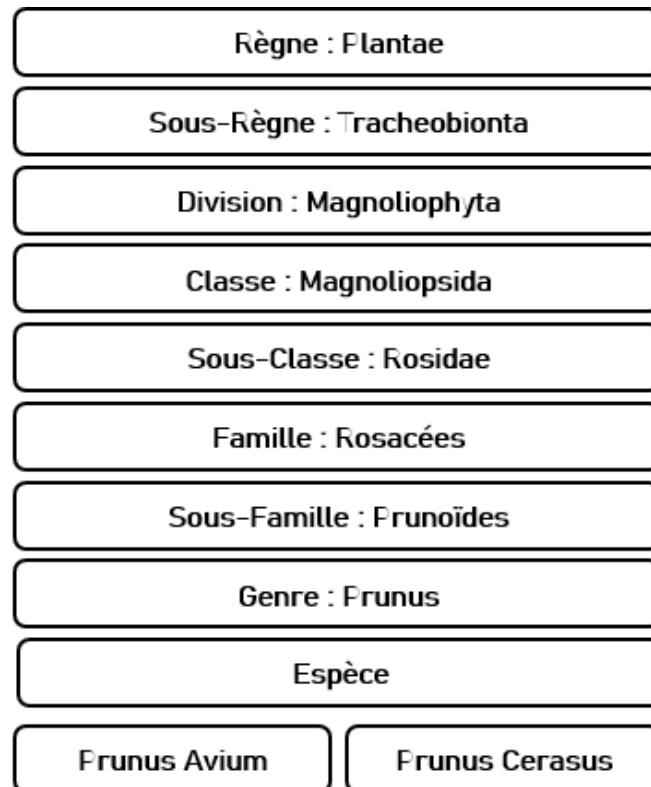 Règne : Plantae
Sous-Règne : Tracheobionta
Division : Magnoliophyta
Classe : Magnoliopsida
Sous-Classe : Rosidae
Famille : Rosacées
Sous-Famille : Prunoïdes
Genre : Prunus
Espèce
Prunus Avium
Prunus Cerasus